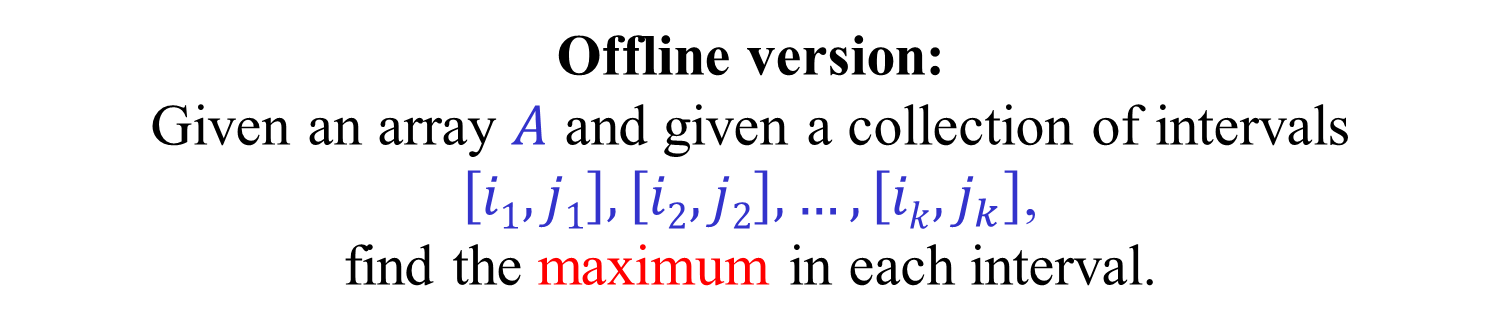 Offline version:
Given an array A and given a collection of intervals
[i₁, j₁], [i₂, j₂], … , [iₖ, jₖ],
find the maximum in each interval.